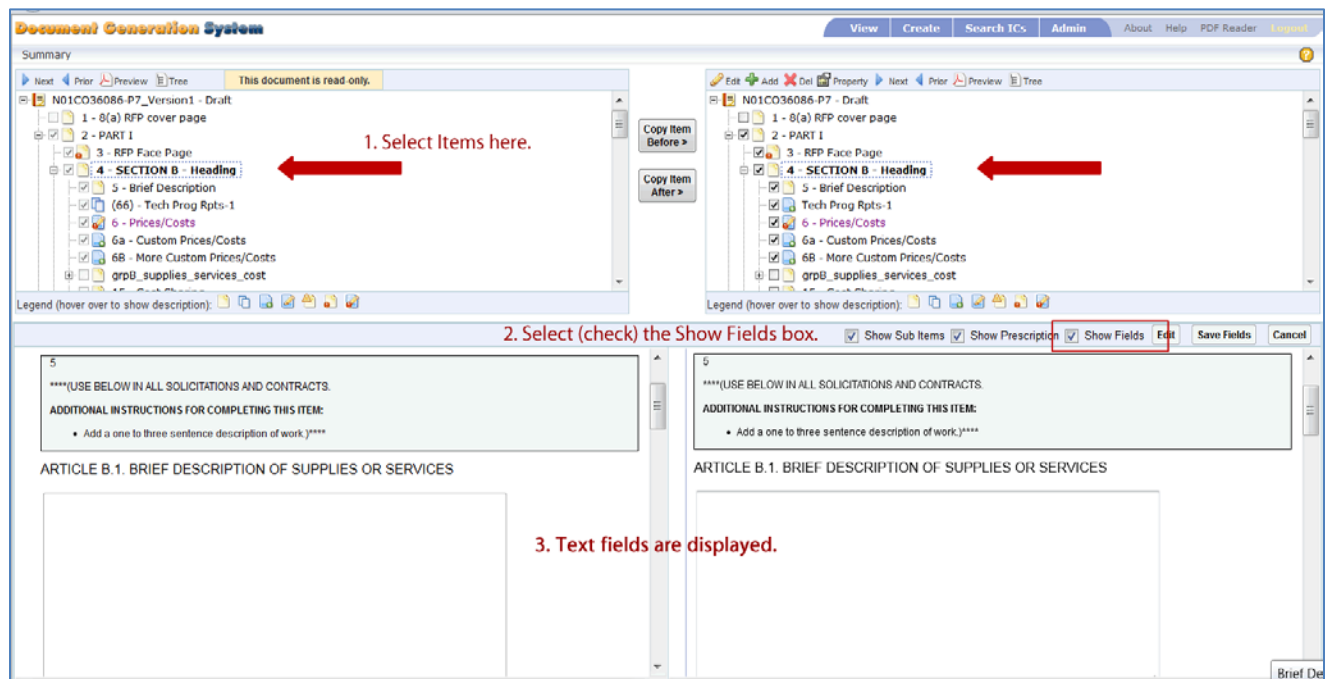 Document Generation System
View Create Search ICs Admin About Help PDF Reader Logout
Summary
Next Prior Preview Tree This document is read-only.
N01CO36086-P7_Version1 - Draft
1 - 8(a) RFP cover page
2 - PART I
3 - RFP Face Page
4 - SECTION B - Heading
5 - Brief Description
(66) - Tech Prog Rpts-1
6 - Prices/Costs
6a - Custom Prices/Costs
6B - More Custom Prices/Costs
grpB_supplies_services_cost
15 - Cost Sharing
Legend (hover over to show description):
1. Select Items here.
Copy Item
Before »
Copy Item
After »
Edit Add Del Property Next Prior Preview Tree
N01CO36086-P7 - Draft
1 - 8(a) RFP cover page
2 - PART I
3 - RFP Face Page
4 - SECTION B - Heading
5 - Brief Description
Tech Prog Rpts-1
6 - Prices/Costs
6a - Custom Prices/Costs
6B - More Custom Prices/Costs
grpB_supplies_services_cost
15 - Cost Sharing
Legend (hover over to show description):
2. Select (check) the Show Fields box. Show Sub Items Show Prescription Show Fields Edit Save Fields Cancel
5
****(USE BELOW IN ALL SOLICITATIONS AND CONTRACTS.
ADDITIONAL INSTRUCTIONS FOR COMPLETING THIS ITEM:
• Add a one to three sentence description of work.)****
ARTICLE B.1. BRIEF DESCRIPTION OF SUPPLIES OR SERVICES
5
****(USE BELOW IN ALL SOLICITATIONS AND CONTRACTS.
ADDITIONAL INSTRUCTIONS FOR COMPLETING THIS ITEM:
• Add a one to three sentence description of work.)****
ARTICLE B.1. BRIEF DESCRIPTION OF SUPPLIES OR SERVICES
3. Text fields are displayed.
Brief De